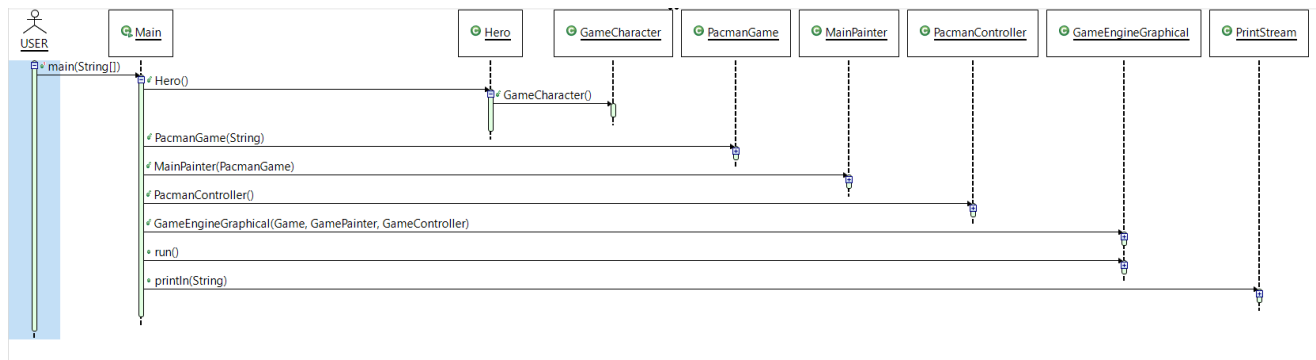 USER
Main
Hero
GameCharacter
PacmanGame
MainPainter
PacmanController
GameEngineGraphical
PrintStream
main(String[])
Hero()
GameCharacter()
PacmanGame(String)
MainPainter(PacmanGame)
PacmanController()
GameEngineGraphical(Game, GamePainter, GameController)
run()
println(String)